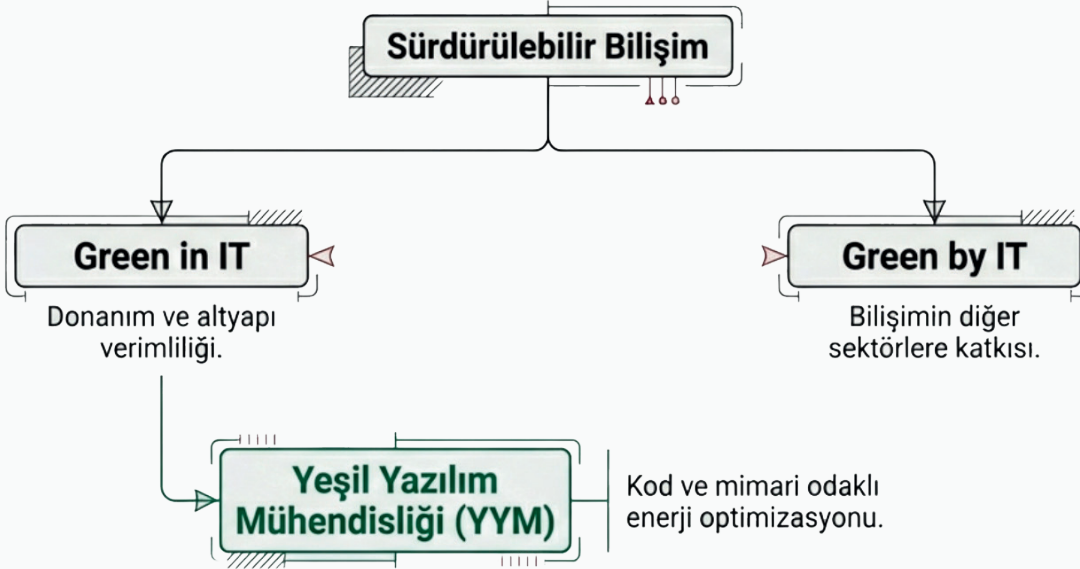 Sürdürülebilir Bilişim
Green in IT
Donanım ve altyapı
verimliliği.
Green by IT
Bilişimin diğer
sektörlere katkısı.
Yeşil Yazılım
Mühendisliği (YYM)
Kod ve mimari odaklı
enerji optimizasyonu.